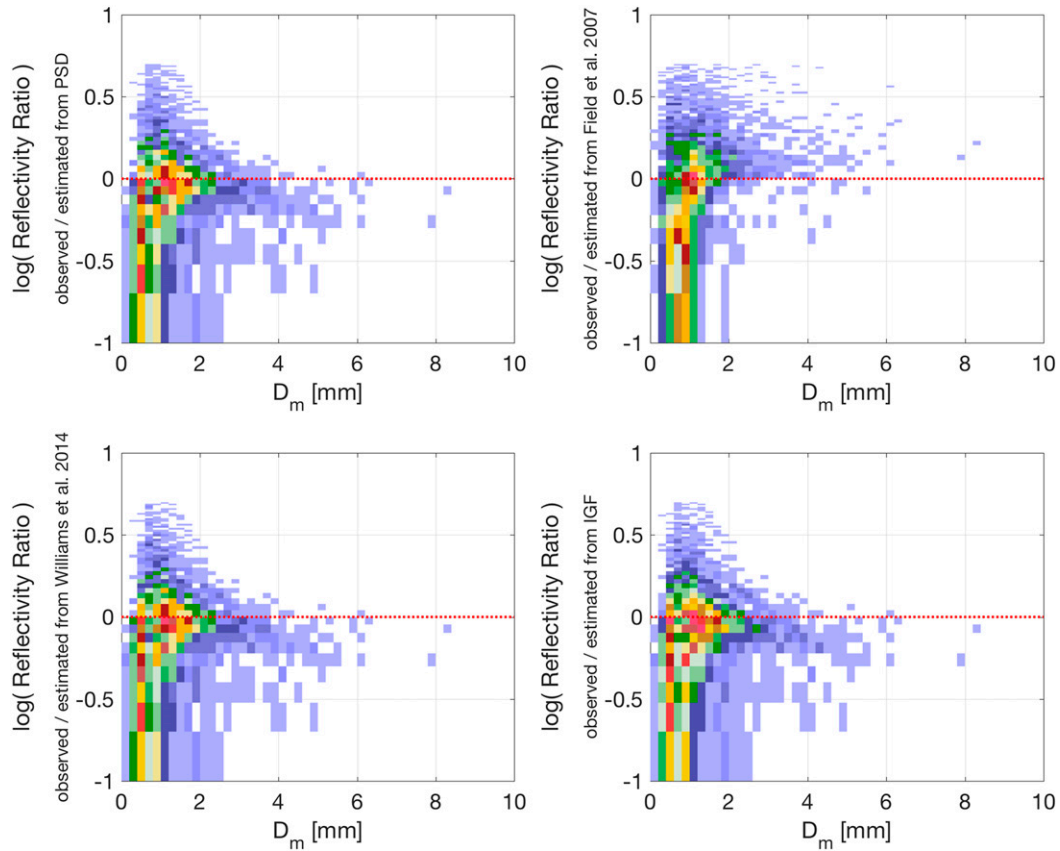 log( Reflectivity Ratio )
observed / estimated from PSD
1
0.5
0
-0.5
-1
0 2 4 6 8 10
D_m [mm]
log( Reflectivity Ratio )
observed / estimated from Field et al. 2007
1
0.5
0
-0.5
-1
0 2 4 6 8 10
D_m [mm]
log( Reflectivity Ratio )
observed / estimated from Williams et al. 2014
1
0.5
0
-0.5
-1
0 2 4 6 8 10
D_m [mm]
log( Reflectivity Ratio )
observed / estimated from IGF
1
0.5
0
-0.5
-1
0 2 4 6 8 10
D_m [mm]